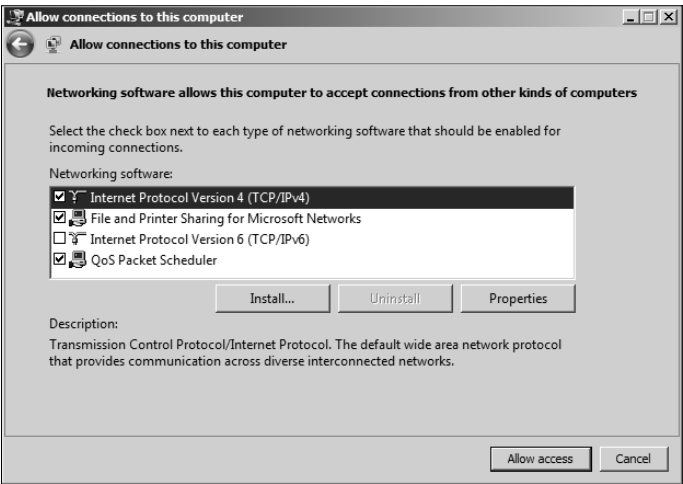 Allow connections to this computer
Allow connections to this computer
Networking software allows this computer to accept connections from other kinds of computers
Select the check box next to each type of networking software that should be enabled for
incoming connections.
Networking software:
Internet Protocol Version 4 (TCP/IPv4)
File and Printer Sharing for Microsoft Networks
Internet Protocol Version 6 (TCP/IPv6)
QoS Packet Scheduler
Install... Uninstall Properties
Description:
Transmission Control Protocol/Internet Protocol. The default wide area network protocol
that provides communication across diverse interconnected networks.
Allow access Cancel